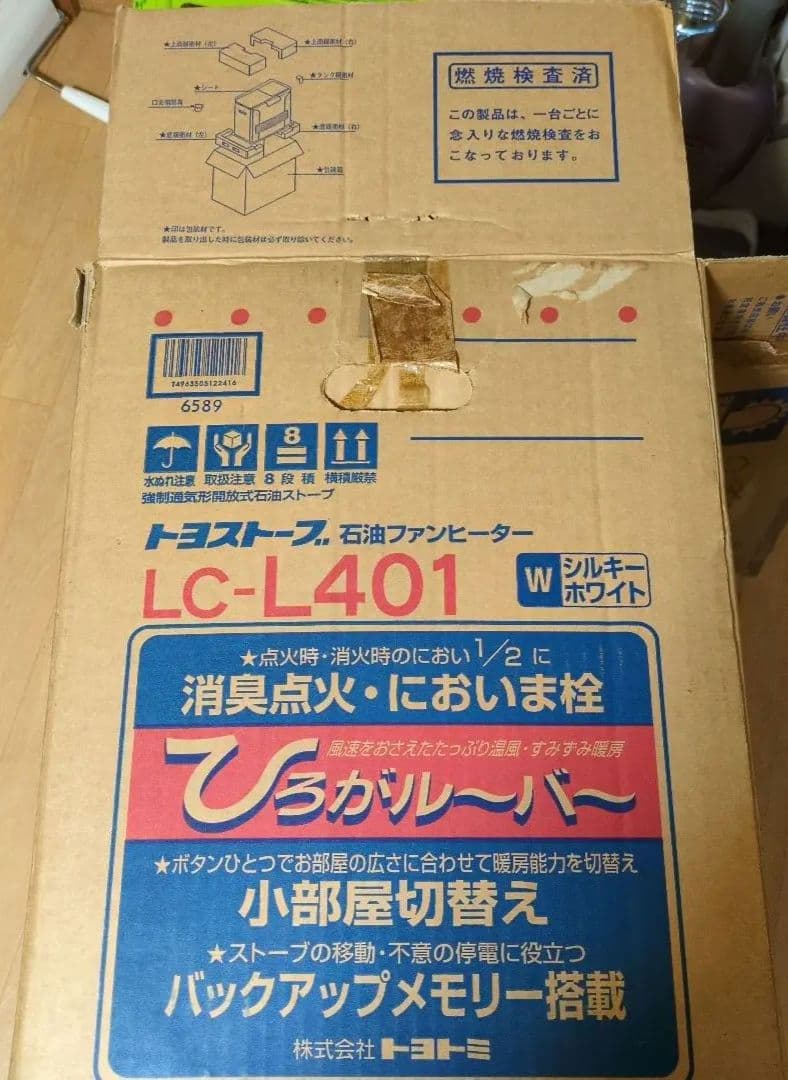 ★上面緩衝材(左)
★上面緩衝材(右)
★タンク緩衝材
★シート
★底緩衝材(左)
★底緩衝材(右)
★包装箱
★印は包装材です。
製品を取り出した時に包装材は必ず取り除いてください。
燃焼検査済
この製品は、一台ごとに
念入りな燃焼検査をお
こなっております。
T4963505122416
6589
8
水ぬれ注意 取扱注意 8段積 横積厳禁
強制通気形開放式石油ストーブ
トヨストーブ 石油ファンヒーター
LC-L401
W シルキー
ホワイト
★点火時・消火時のにおい1/2に
消臭点火・においま栓
風速をおさえたたっぷり温風・すみずみ暖房
ひろがル〜バ〜
★ボタンひとつでお部屋の広さに合わせて暖房能力を切替え
小部屋切替え
★ストーブの移動・不意の停電に役立つ
バックアップメモリー搭載
株式会社トヨトミ